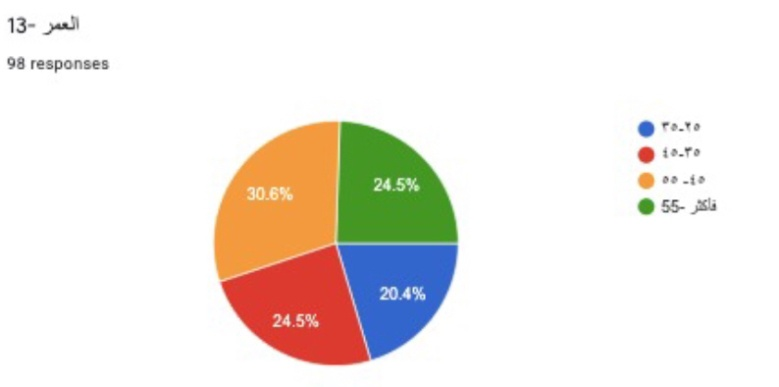 13- العمر
98 responses
30.6%
24.5%
24.5%
20.4%
٢٥-٣٥
٣٥-٤٥
٤٥- ٥٥
55- فأكثر